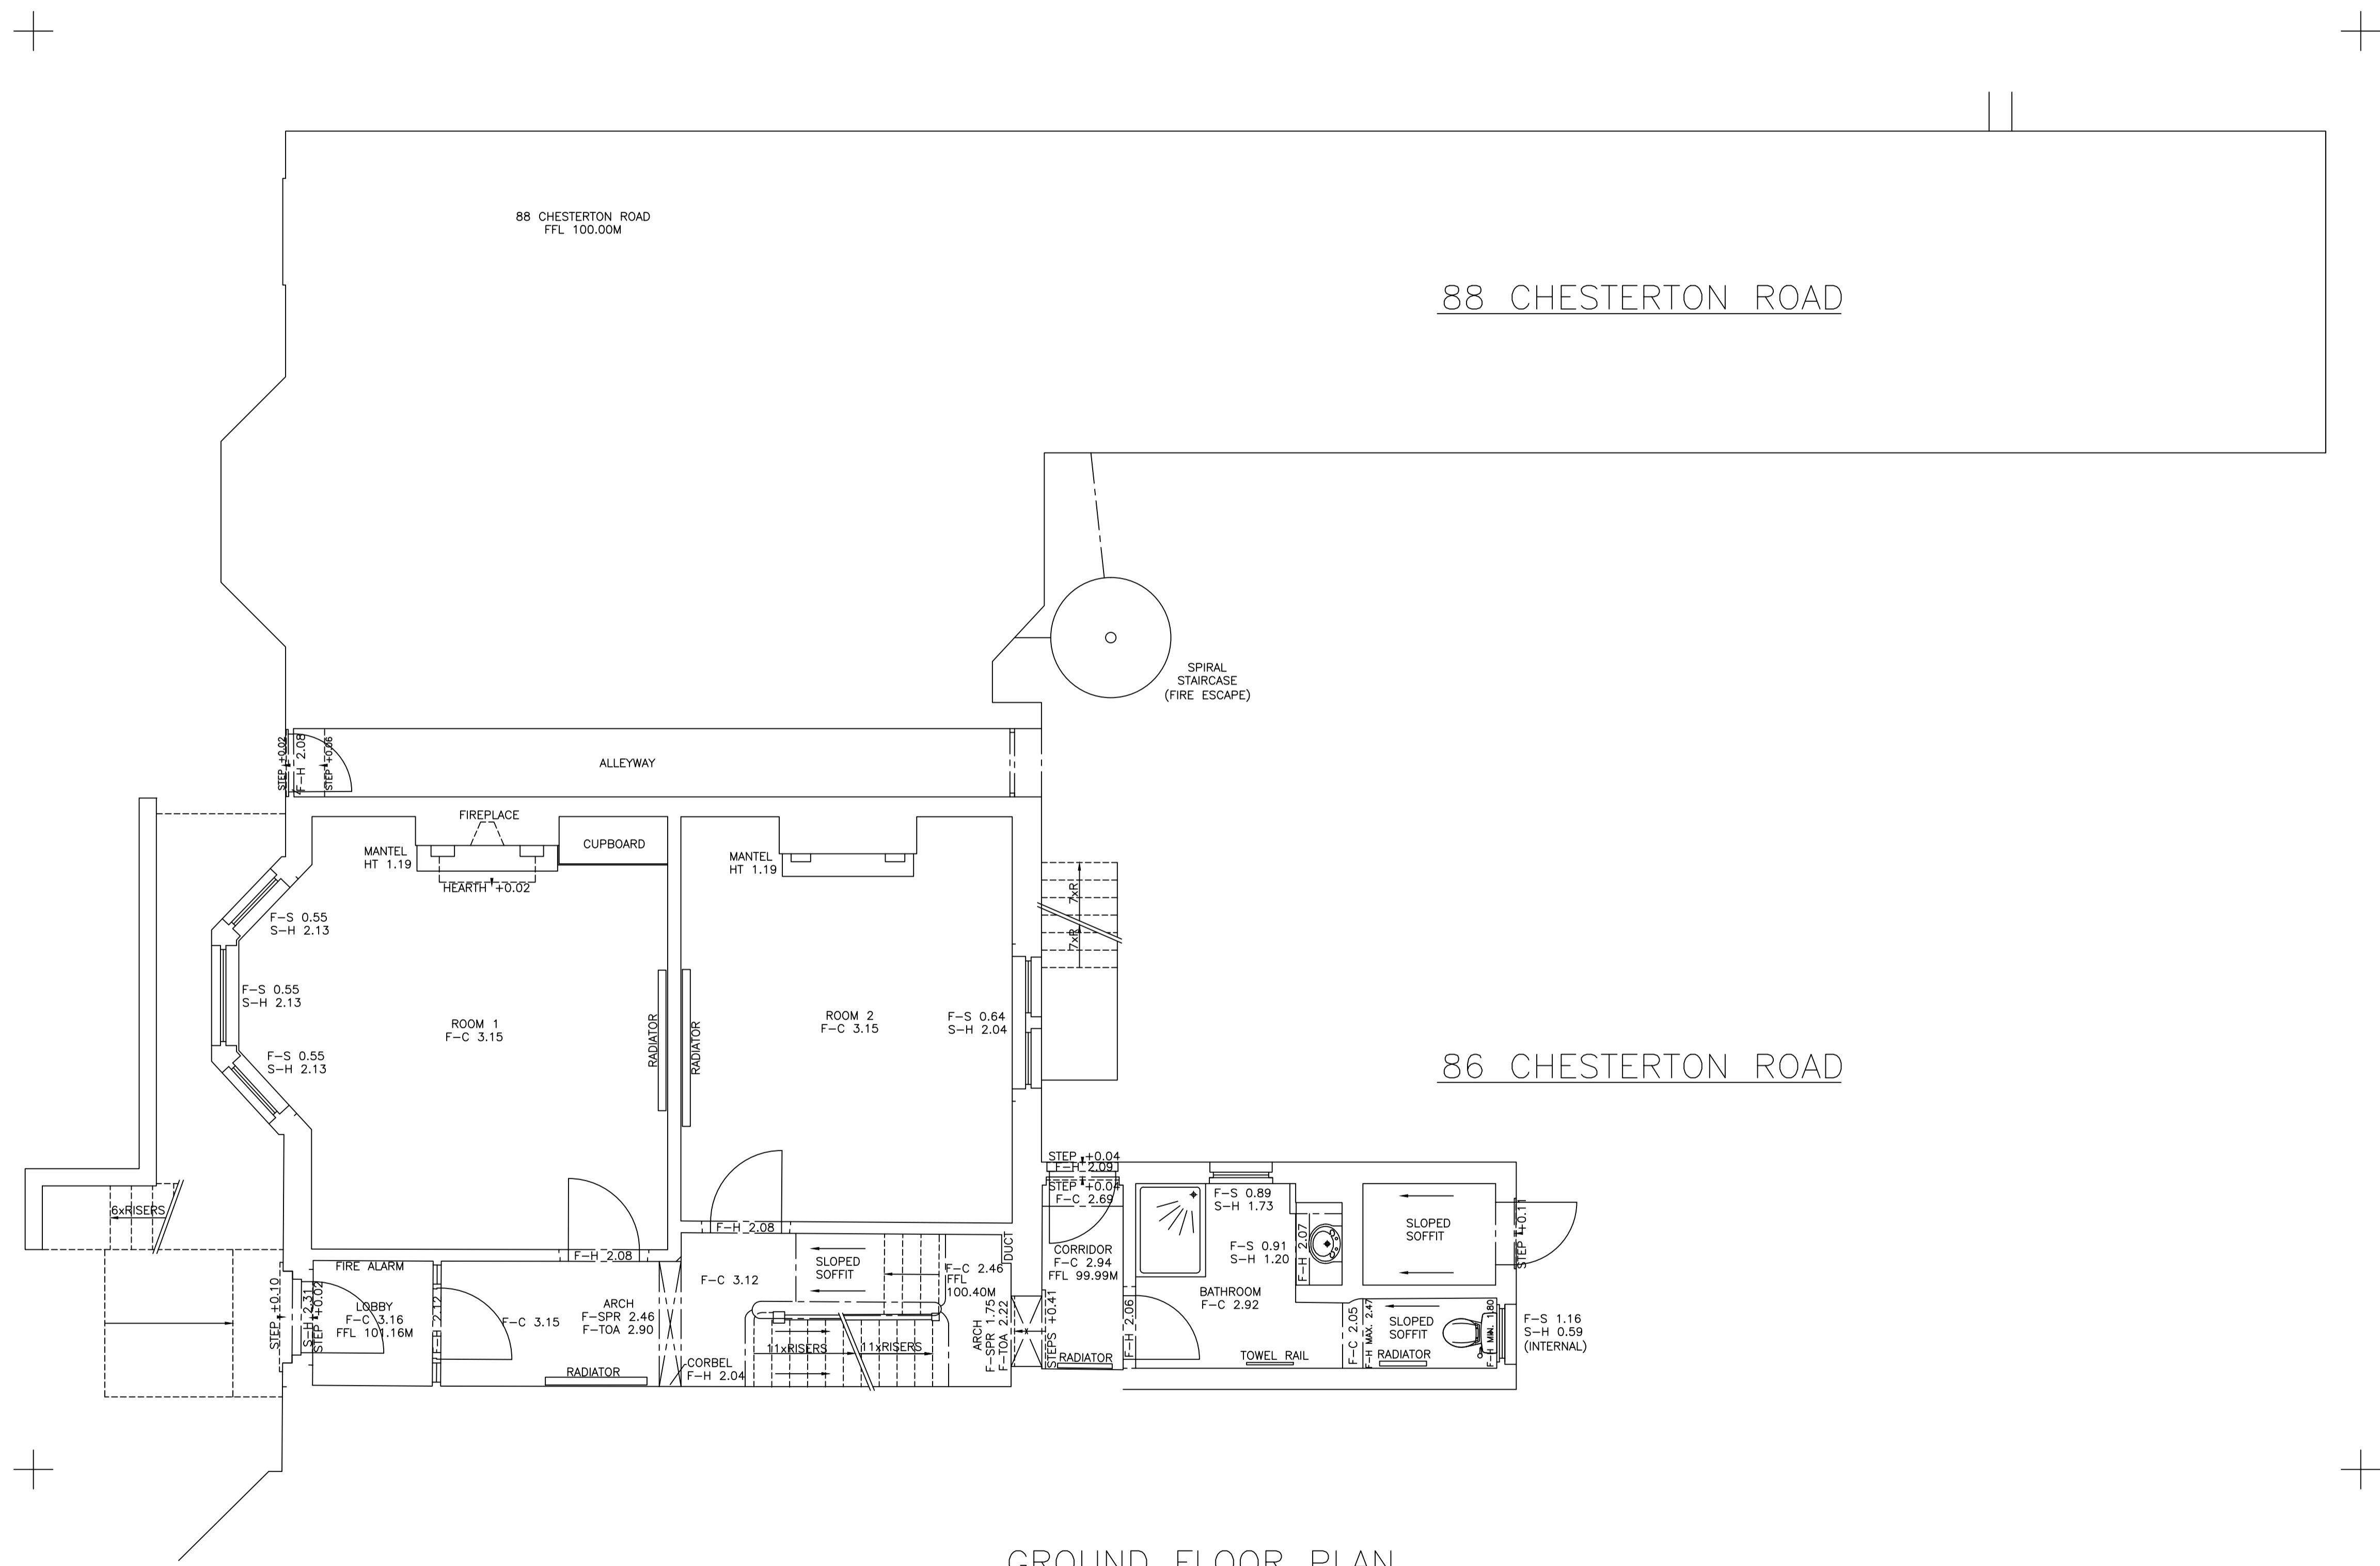 88 CHESTERTON ROAD
FFL 100.00M
88 CHESTERTON ROAD
SPIRAL
STAIRCASE
(FIRE ESCAPE)
STEP +0.02
F-H 2.08
STEP +0.06
ALLEYWAY
FIREPLACE
CUPBOARD
MANTEL
HT 1.19
HEARTH +0.02
MANTEL
HT 1.19
7xR
7xR
F-S 0.55
S-H 2.13
F-S 0.55
S-H 2.13
F-S 0.55
S-H 2.13
ROOM 1
F-C 3.15
RADIATOR
RADIATOR
ROOM 2
F-C 3.15
F-S 0.64
S-H 2.04
86 CHESTERTON ROAD
6xRISERS
STEP +0.10
S-H 2.31
STEP +0.02
FIRE ALARM
LOBBY
F-C 3.16
FFL 101.16M
F-H 2.12
F-C 3.15
F-H 2.08
ARCH
F-SPR 2.46
F-TOA 2.90
RADIATOR
CORBEL
F-H 2.04
F-H 2.08
F-C 3.12
SLOPED
SOFFIT
11xRISERS
11xRISERS
F-C 2.46
FFL
100.40M
DUCT
ARCH
F-SPR 1.75
F-TOA 2.22
STEPS +0.41
STEP +0.04
F-H 2.09
STEP +0.04
F-C 2.69
CORRIDOR
F-C 2.94
FFL 99.99M
RADIATOR
F-H 2.06
F-S 0.89
S-H 1.73
F-S 0.91
S-H 1.20
BATHROOM
F-C 2.92
TOWEL RAIL
F-H 2.07
SLOPED
SOFFIT
STEP +0.11
F-C 2.05
F-H MAX. 2.47
SLOPED
SOFFIT
RADIATOR
F-H MIN. 1.80
F-S 1.16
S-H 0.59
(INTERNAL)
GROUND FLOOR PLAN